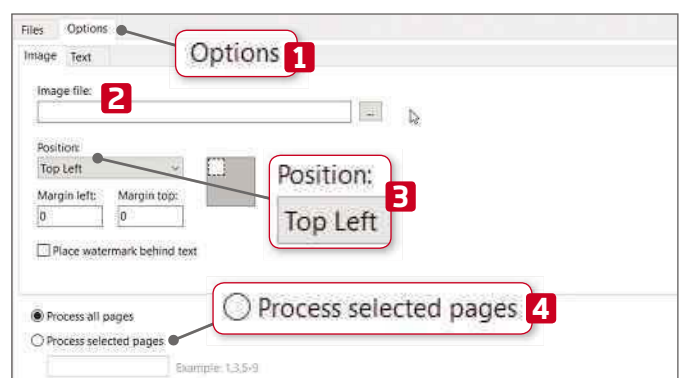 Files Options
Options 1
Image Text
Image file: 2
...
Position:
Top Left
Position:
Top Left
3
Margin left: Margin top:
0 0
Place watermark behind text
Process all pages
Process selected pages 4
Process selected pages
Example: 1,3,5-9